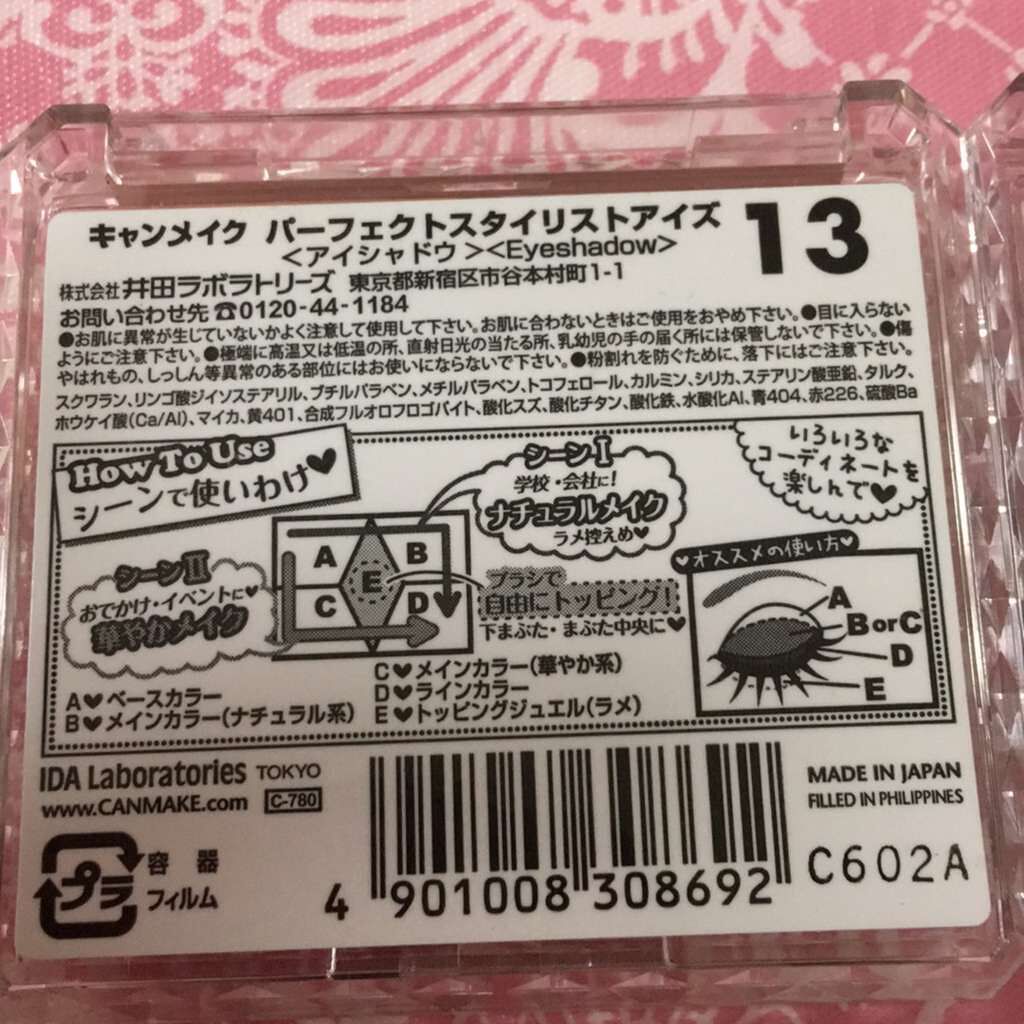 キャンメイク パーフェクトスタイリストアイズ 13
<アイシャドウ><Eyeshadow>
株式会社 井田ラボラトリーズ 東京都新宿区市谷本村町1-1
お問い合わせ先 ☎0120-44-1184
●お肌に異常が生じていないかよく注意して使用して下さい。お肌に合わないときはご使用をおやめ下さい。●目に入らない
ようにご注意下さい。●極端に高温又は低温の所、直射日光の当たる所、乳幼児の手の届く所には保管しないで下さい。●傷
やはれもの、しっしん等異常のある部位にはお使いにならないで下さい。●粉割れを防ぐために、落下にはご注意下さい。
スクワラン、リンゴ酸ジイソステアリル、ブチルパラベン、メチルパラベン、トコフェロール、カルミン、シリカ、ステアリン酸亜鉛、タルク、
ホウケイ酸(Ca/Al)、マイカ、黄401、合成フルオロフロゴパイト、酸化スズ、酸化チタン、酸化鉄、水酸化Al、青404、赤226、硫酸Ba
How To Use
シーンで使いわけ♥
シーンI
学校・会社に!
ナチュラルメイク
ラメ控えめ♥
いろいろな
コーディネートを
楽しんで♥
シーンII
おでかけ・イベントに♥
華やかメイク
A B
C D
E
ブラシで
自由にトッピング!
下まぶた・まぶた中央に♥
♥オススメの使い方♥
A
B or C
D
E
A♥ベースカラー
B♥メインカラー(ナチュラル系)
C♥メインカラー(華やか系)
D♥ラインカラー
E♥トッピングジュエル(ラメ)
IDA Laboratories TOKYO
www.CANMAKE.com C-780
MADE IN JAPAN
FILLED IN PHILIPPINES
プラ
容器
フィルム
4 901008 308692
C602A